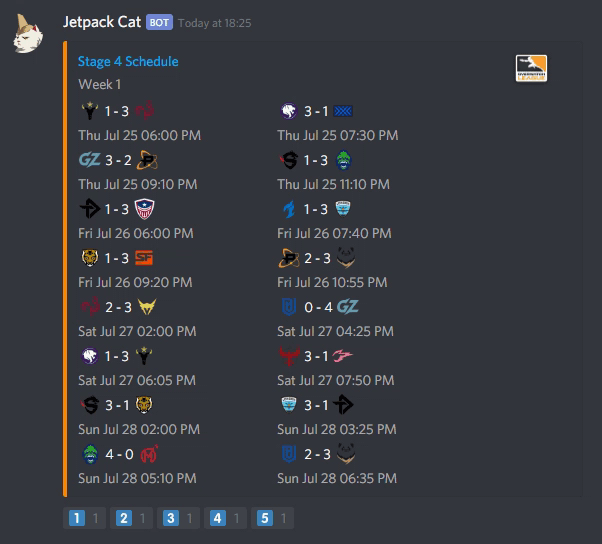 Jetpack Cat BOT Today at 18:25
Stage 4 Schedule
OVERWATCH LEAGUE
Week 1
1 - 3 3 - 1
Thu Jul 25 06:00 PM Thu Jul 25 07:30 PM
GZ 3 - 2 1 - 3
Thu Jul 25 09:10 PM Thu Jul 25 11:10 PM
1 - 3 1 - 3
Fri Jul 26 06:00 PM Fri Jul 26 07:40 PM
1 - 3 SF 2 - 3
Fri Jul 26 09:20 PM Fri Jul 26 10:55 PM
2 - 3 0 - 4 GZ
Sat Jul 27 02:00 PM Sat Jul 27 04:25 PM
1 - 3 3 - 1
Sat Jul 27 06:05 PM Sat Jul 27 07:50 PM
3 - 1 3 - 1
Sun Jul 28 02:00 PM Sun Jul 28 03:25 PM
4 - 0 2 - 3
Sun Jul 28 05:10 PM Sun Jul 28 06:35 PM
1 1 2 1 3 1 4 1 5 1